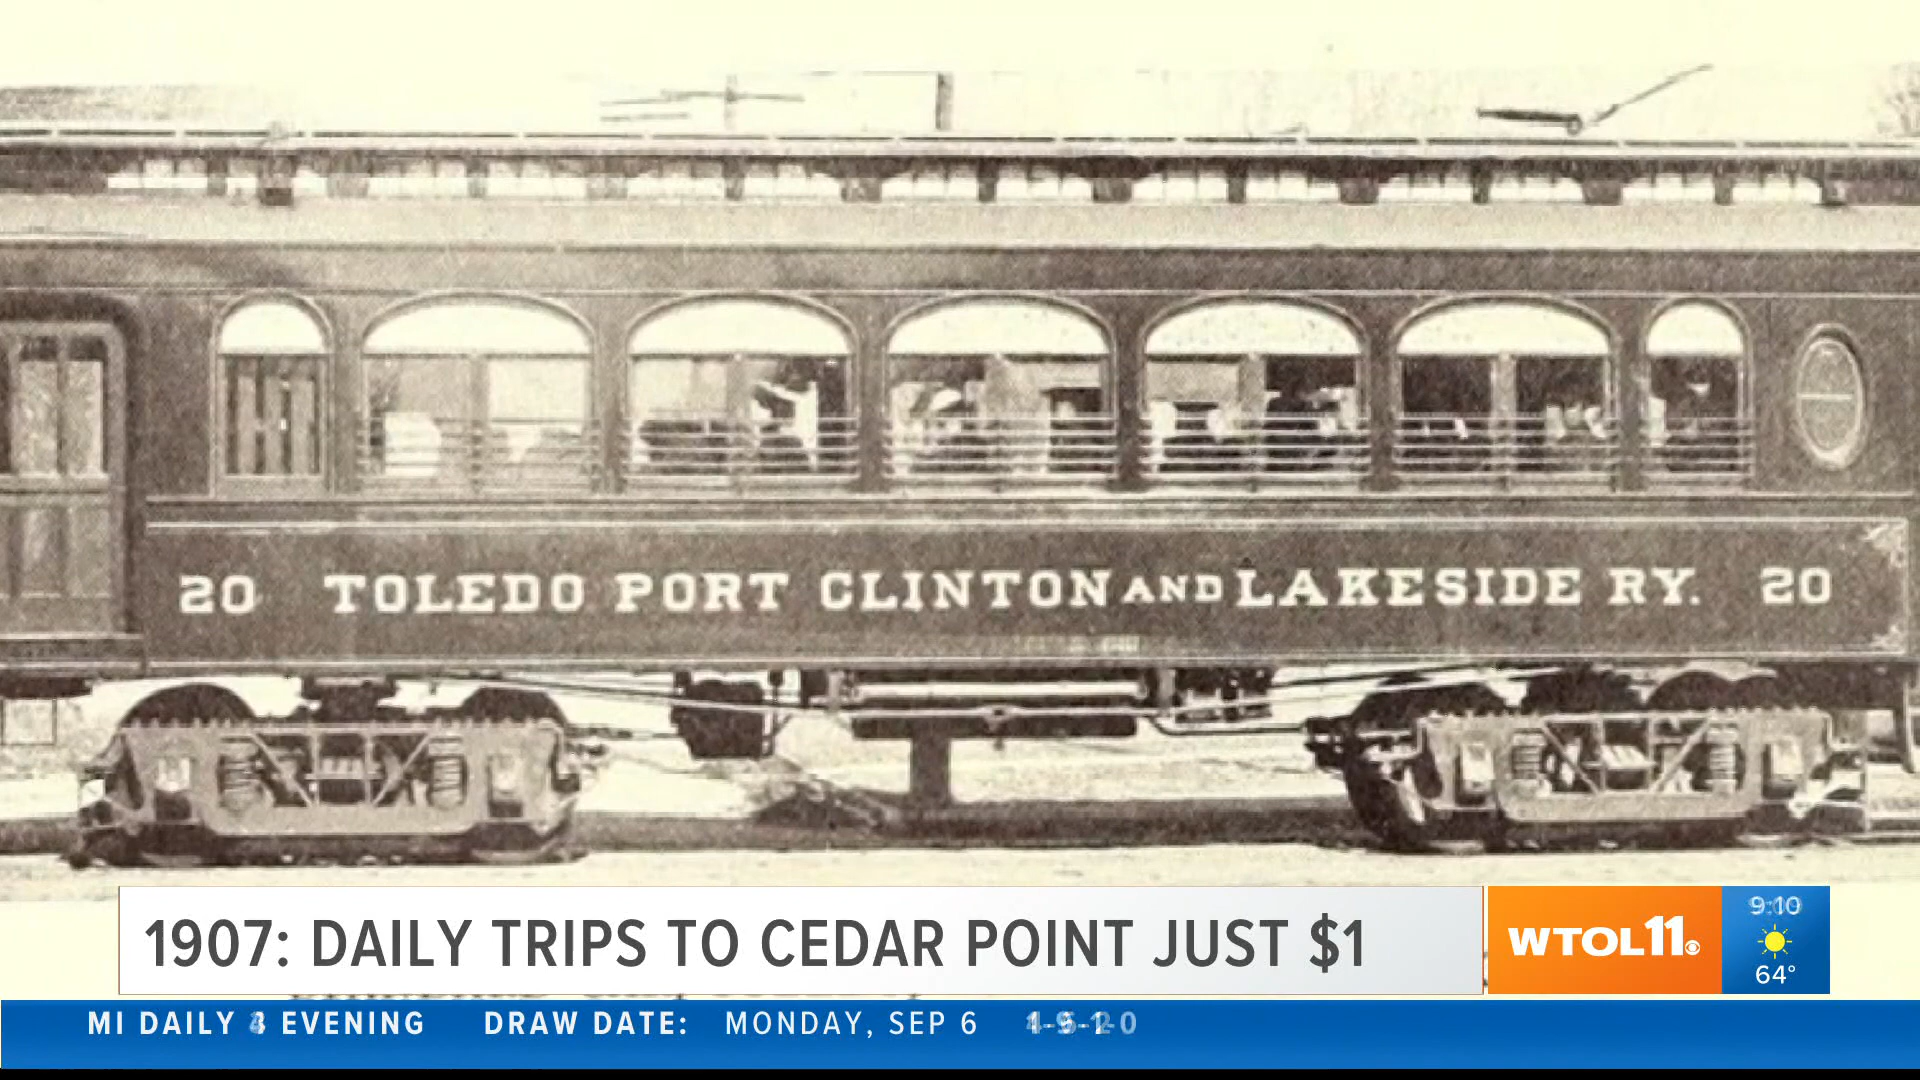 20 TOLEDO PORT CLINTON AND LAKESIDE RY. 20
1907: DAILY TRIPS TO CEDAR POINT JUST $1
WTOL11
9:10
64°
MI DAILY EVENING DRAW DATE: MONDAY, SEP 6